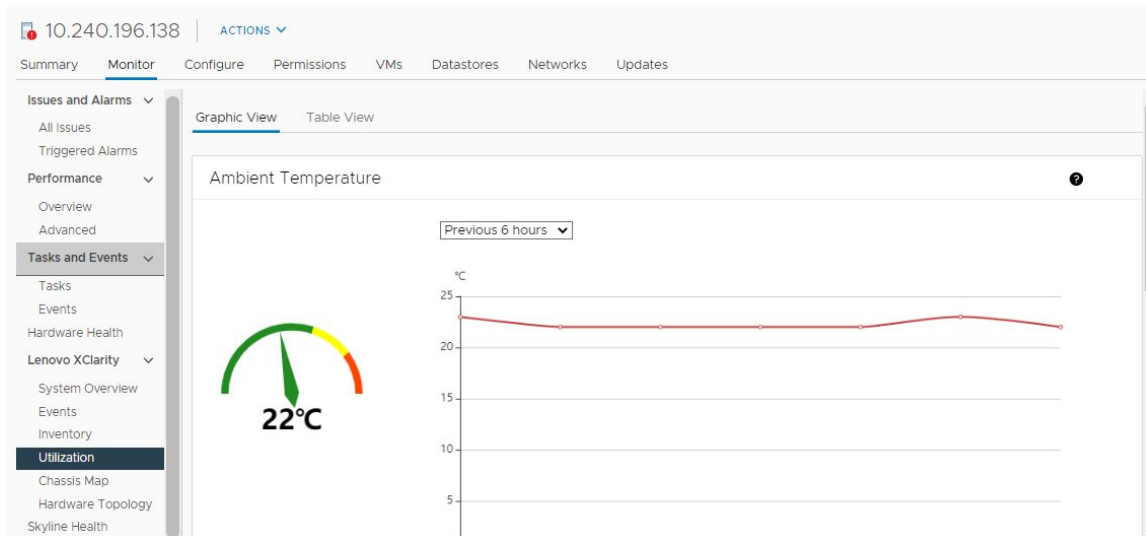 10.240.196.138 ACTIONS
Summary Monitor Configure Permissions VMs Datastores Networks Updates
Issues and Alarms
All Issues
Triggered Alarms
Performance
Overview
Advanced
Tasks and Events
Tasks
Events
Hardware Health
Lenovo XClarity
System Overview
Events
Inventory
Utilization
Chassis Map
Hardware Topology
Skyline Health
Graphic View Table View
Ambient Temperature ?
Previous 6 hours
22°C
°C
25
20
15
10
5